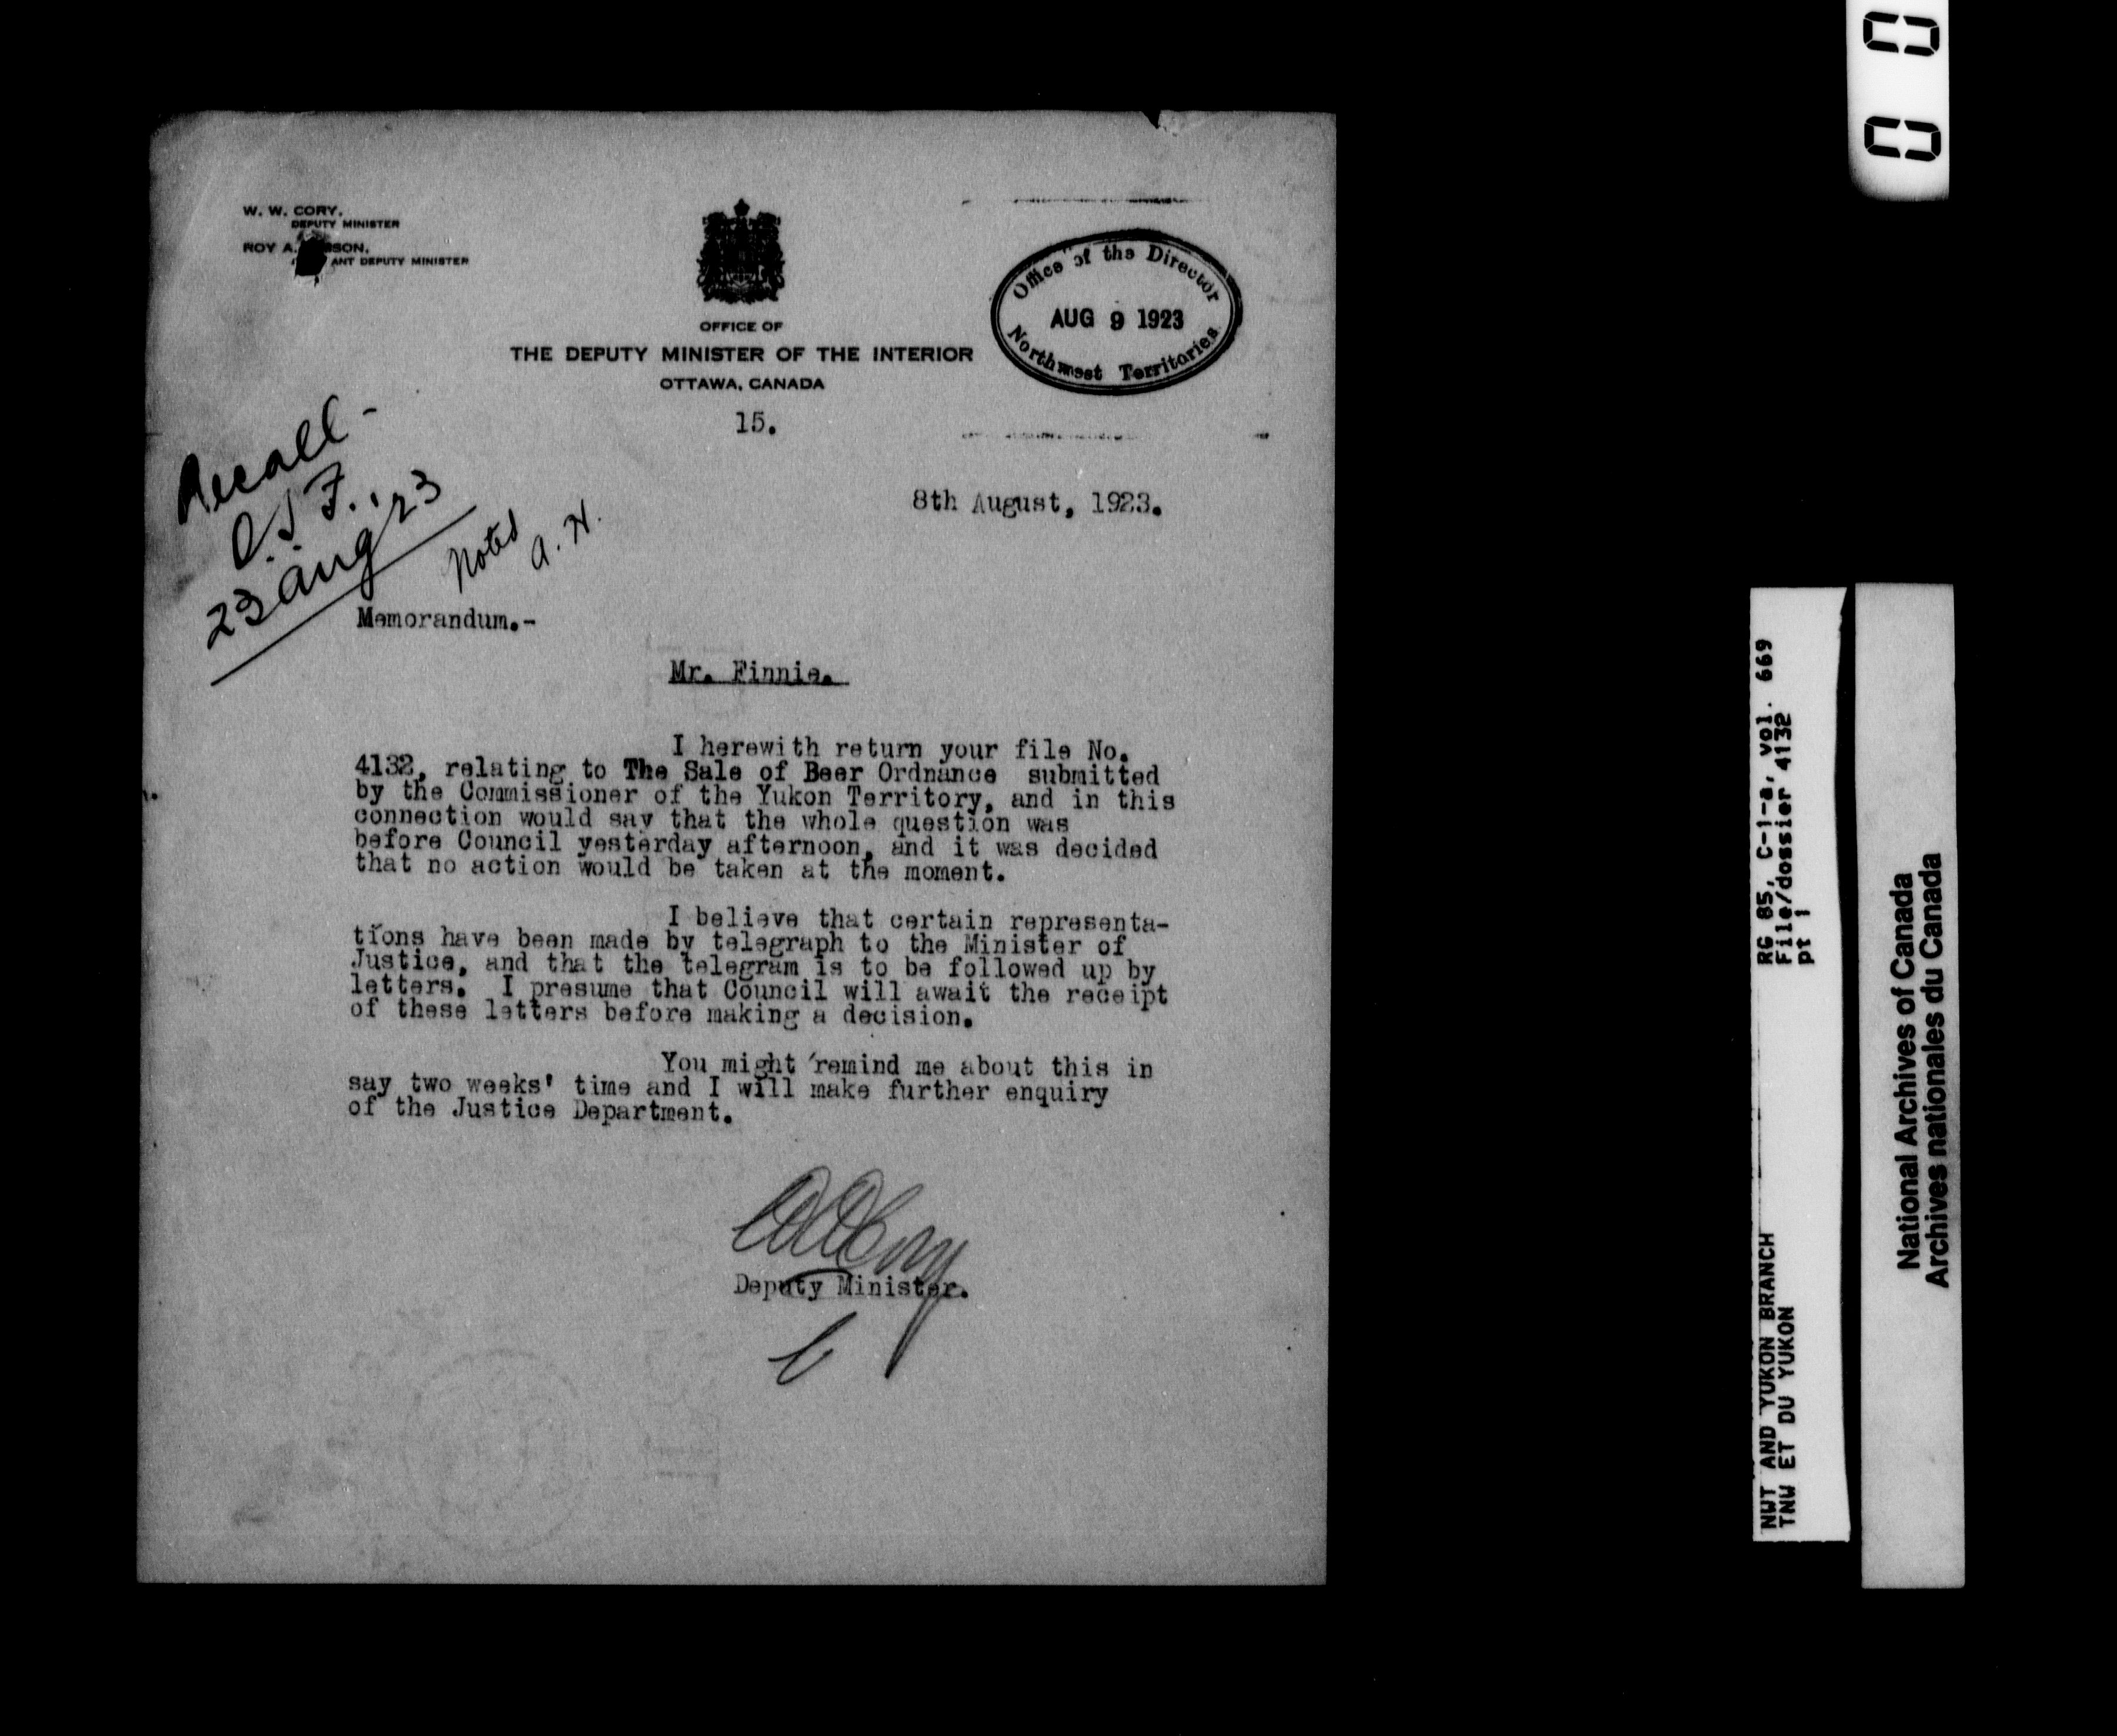 W. W. CORY,
DEPUTY MINISTER
ROY A. SON,
ANT DEPUTY MINISTER
OFFICE OF
THE DEPUTY MINISTER OF THE INTERIOR
OTTAWA, CANADA
Office of the Director
AUG 9 1923
Northwest Territories
15.
8th August, 1923.
Recall -
O.S.F.
23 Aug '23
Noted
A. H.
Memorandum.-
Mr. Finnie.
I herewith return your file No.
4132, relating to The Sale of Beer Ordnance submitted
by the Commissioner of the Yukon Territory, and in this
connection would say that the whole question was
before Council yesterday afternoon, and it was decided
that no action would be taken at the moment.
I believe that certain representa-
tions have been made by telegraph to the Minister of
Justice, and that the telegram is to be followed up by
letters. I presume that Council will await the receipt
of these letters before making a decision.
You might remind me about this in
say two weeks' time and I will make further enquiry
of the Justice Department.
WWCory
Deputy Minister.
NWT AND YUKON BRANCH RG 85, C-1-a, vol. 669
TNW ET DU YUKON File/dossier 4132
pt 1
National Archives of Canada
Archives nationales du Canada
00